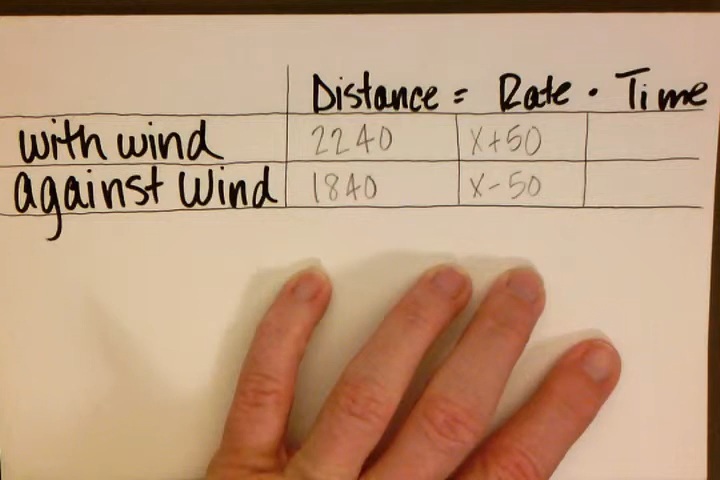 Distance = Rate · Time
with wind 2240 x+50
against wind 1840 x-50